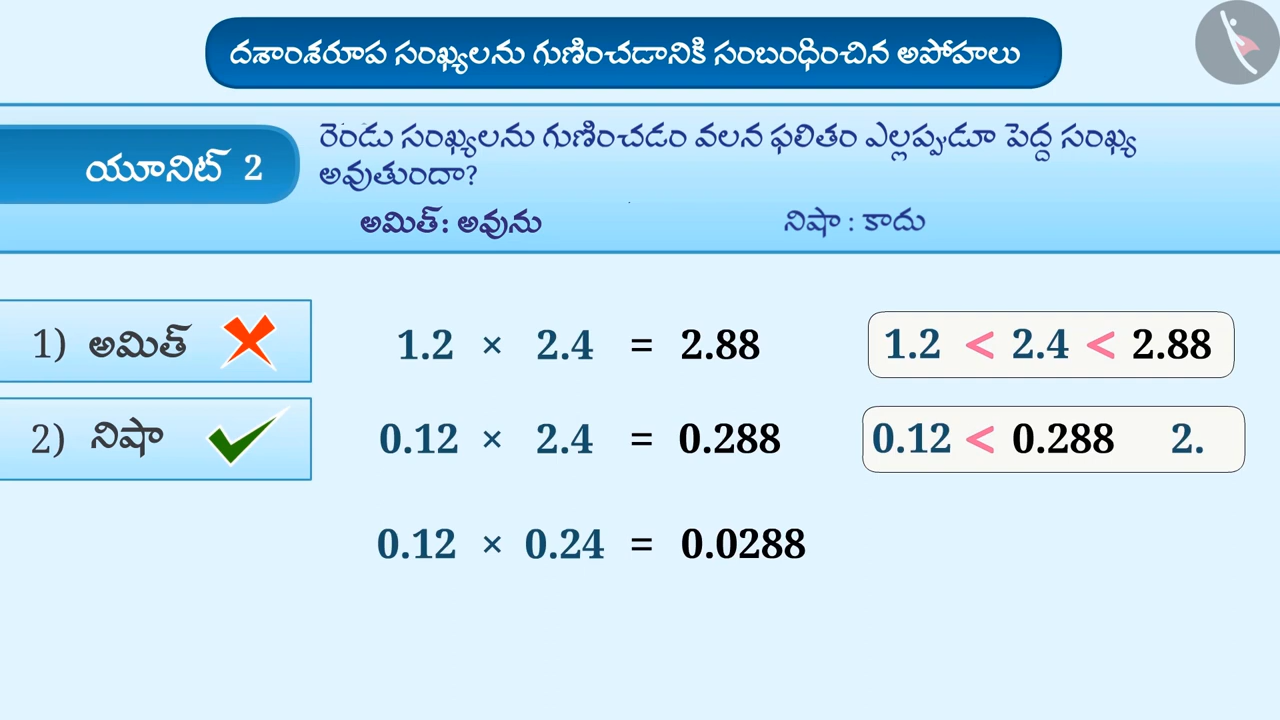 దశాంశరూప సంఖ్యలను గుణించడానికి సంబంధించిన అపోహలు
యూనిట్ 2
రెండు సంఖ్యలను గుణించడం వలన ఫలితం ఎల్లప్పుడూ పెద్ద సంఖ్య
అవుతుందా?
అమిత్: అవును నిషా : కాదు
1) అమిత్ 1.2 × 2.4 = 2.88 1.2 < 2.4 < 2.88
2) నిషా 0.12 × 2.4 = 0.288 0.12 < 0.288 2.
0.12 × 0.24 = 0.0288